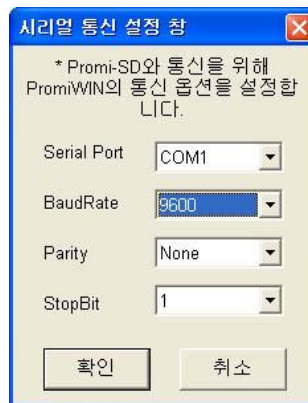 시리얼 통신 설정 창
* Promi-SD와 통신을 위해
PromiWIN의 통신 옵션을 설정합
니다.
Serial Port COM1
BaudRate 9600
Parity None
StopBit 1
확인 취소